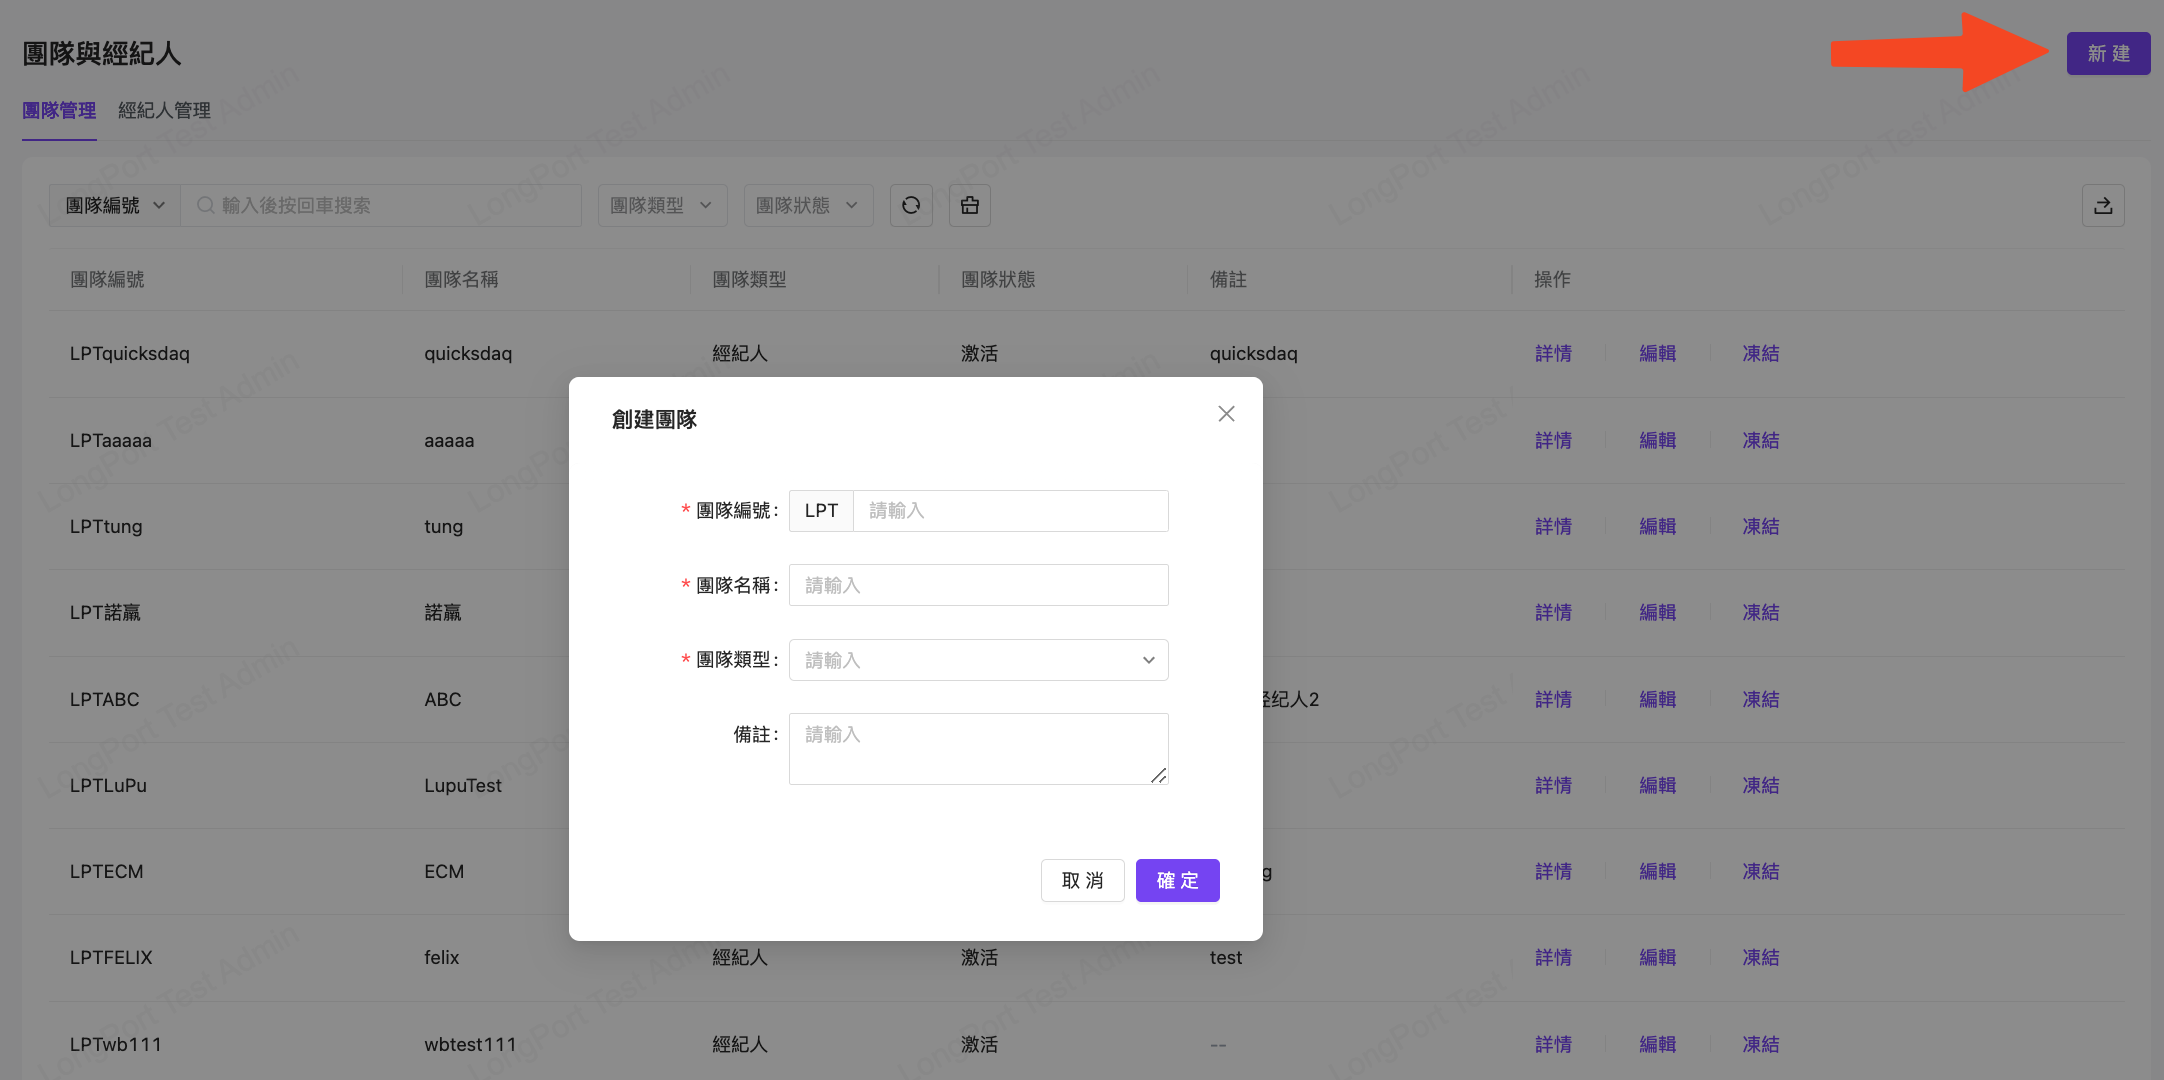 團隊與經紀人
新 建
團隊管理 經紀人管理
團隊編號 輸入後按回車搜索 團隊類型 團隊狀態
團隊編號 團隊名稱 團隊類型 團隊狀態 備註 操作
LPTquicksdaq quicksdaq 經紀人 激活 quicksdaq 詳情 編輯 凍結
LPTaaaaa aaaaa 詳情 編輯 凍結
LPTtung tung 詳情 編輯 凍結
LPT諾贏 諾贏 詳情 編輯 凍結
LPTABC ABC 纪人2 詳情 編輯 凍結
LPTLuPu LupuTest 詳情 編輯 凍結
LPTECM ECM g 詳情 編輯 凍結
LPTFELIX felix 經紀人 激活 test 詳情 編輯 凍結
LPTwb111 wbtest111 經紀人 激活 -- 詳情 編輯 凍結
創建團隊
* 團隊編號: LPT 請輸入
* 團隊名稱: 請輸入
* 團隊類型: 請輸入
備註: 請輸入
取 消 確 定
LongPort Test Admin